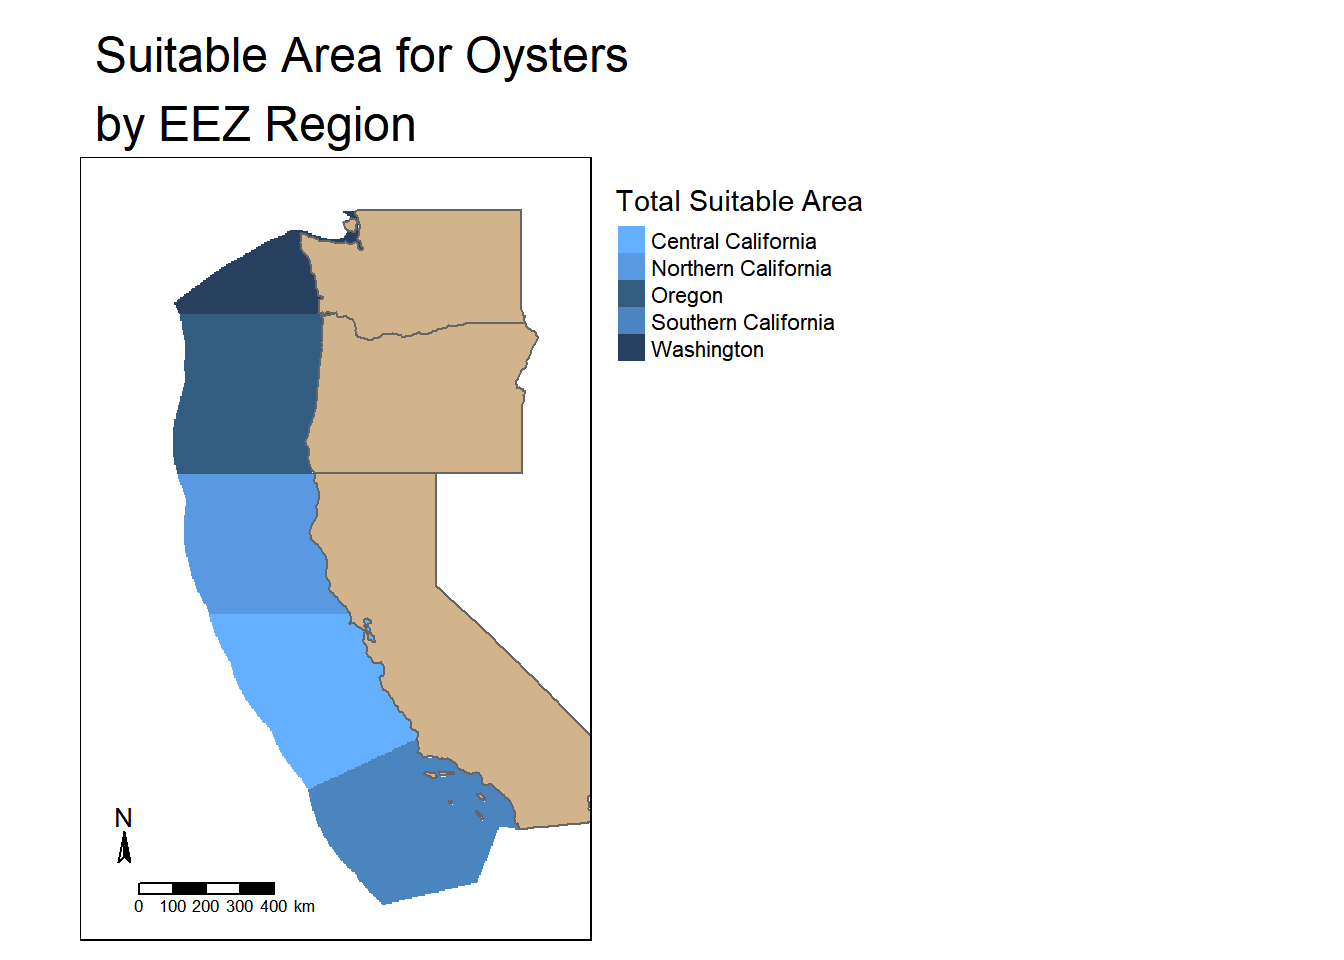 Suitable Area for Oysters
by EEZ Region
Total Suitable Area
Central California
Northern California
Oregon
Southern California
Washington
N
0 100 200 300 400 km